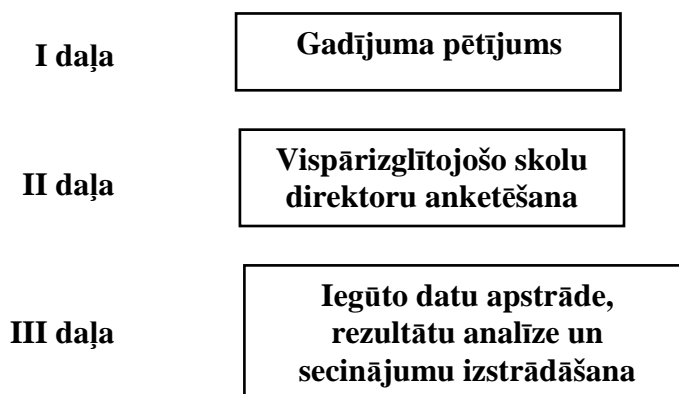 I daļa
Gadījuma pētījums
II daļa
Vispārizglītojošo skolu
direktoru anketēšana
III daļa
Iegūto datu apstrāde,
rezultātu analīze un
secinājumu izstrādāšana